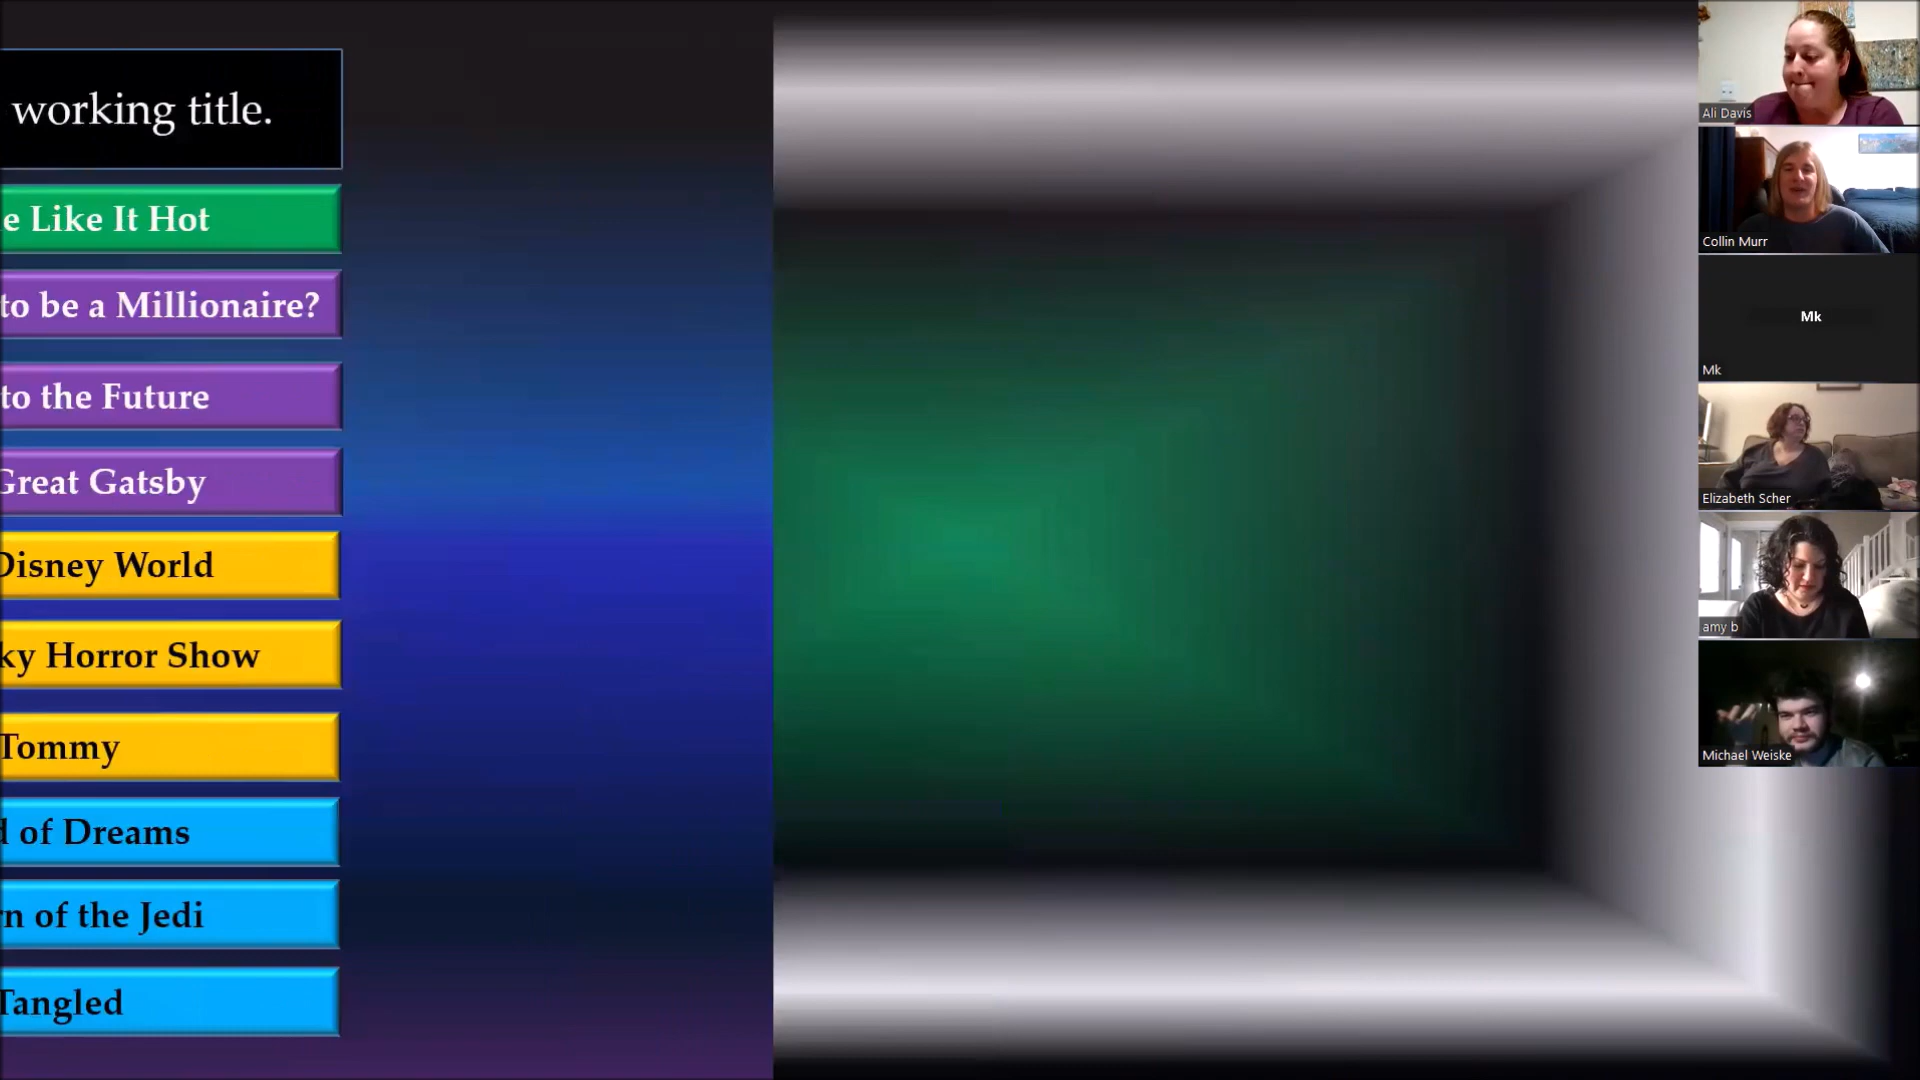 working title.
e Like It Hot
to be a Millionaire?
to the Future
Great Gatsby
Disney World
ky Horror Show
Tommy
d of Dreams
rn of the Jedi
Tangled
Ali Davis
Collin Murr
Mk
Mk
Elizabeth Scher
amy b
Michael Weiske